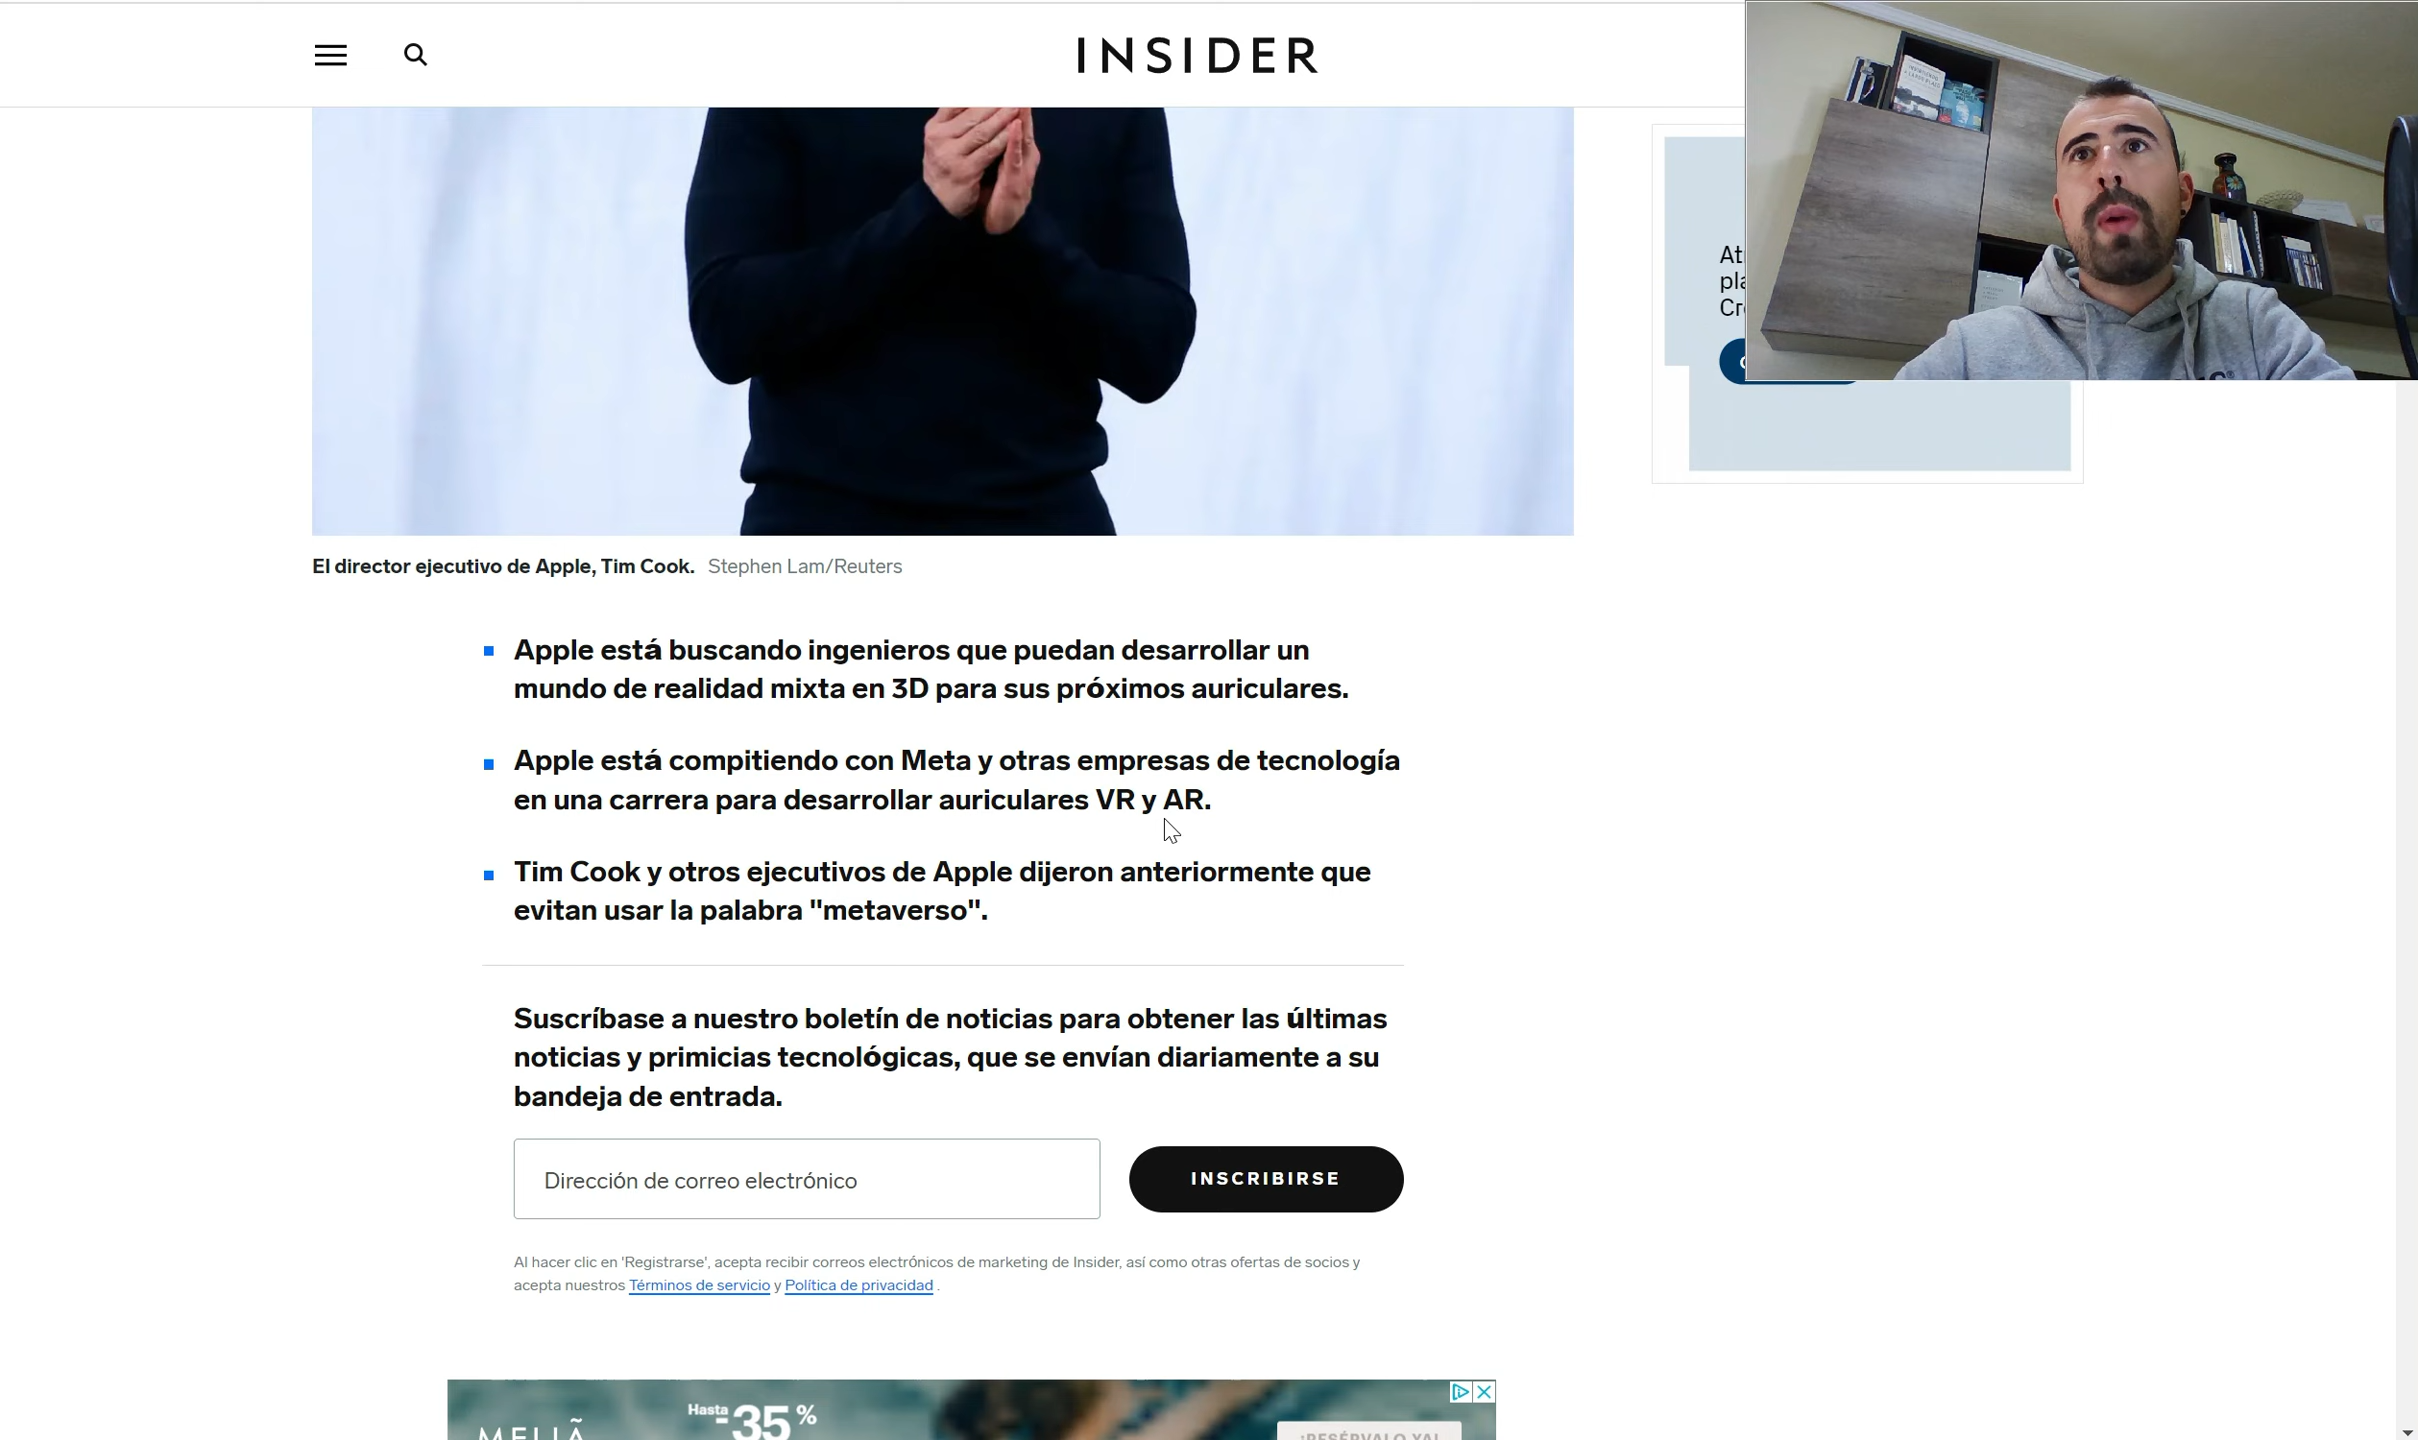 INSIDER
At
pla
Cr
El director ejecutivo de Apple, Tim Cook. Stephen Lam/Reuters
Apple está buscando ingenieros que puedan desarrollar un
mundo de realidad mixta en 3D para sus próximos auriculares.
Apple está compitiendo con Meta y otras empresas de tecnología
en una carrera para desarrollar auriculares VR y AR.
Tim Cook y otros ejecutivos de Apple dijeron anteriormente que
evitan usar la palabra "metaverso".
Suscríbase a nuestro boletín de noticias para obtener las últimas
noticias y primicias tecnológicas, que se envían diariamente a su
bandeja de entrada.
Dirección de correo electrónico
INSCRIBIRSE
Al hacer clic en 'Registrarse', acepta recibir correos electrónicos de marketing de Insider, así como otras ofertas de socios y
acepta nuestros Términos de servicio y Política de privacidad .
Hasta
-35 %
MELIÃ
¡RESÉRVALO YA!